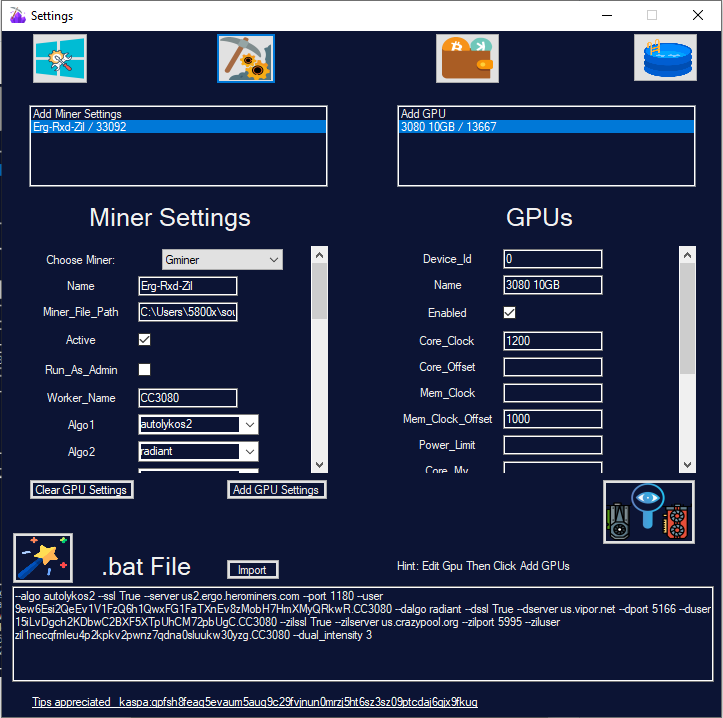 Settings
Add Miner Settings
Erg-Rxd-Zil / 33092
Add GPU
3080 10GB / 13667
Miner Settings
GPUs
Choose Miner: Gminer
Name Erg-Rxd-Zil
Miner_File_Path C:\Users\5800x\sou
Active
Run_As_Admin
Worker_Name CC3080
Algo1 autolykos2
Algo2 radiant
Device_Id 0
Name 3080 10GB
Enabled
Core_Clock 1200
Core_Offset
Mem_Clock
Mem_Clock_Offset 1000
Power_Limit
Core_Mv
Clear GPU Settings
Add GPU Settings
.bat File
Import
Hint: Edit Gpu Then Click Add GPUs
--algo autolykos2 --ssl True --server us2.ergo.herominers.com --port 1180 --user
9ew6Esi2QeEv1V1FzQ6h1QwxFG1FaTXnEv8zMobH7HmXMyQRkwR.CC3080 --dalgo radiant --dssl True --dserver us.vipor.net --dport 5166 --duser
15iLvDgch2KDbwC2BXF5XTpUhCM72pbUgC.CC3080 --zilssl True --zilserver us.crazypool.org --zilport 5995 --ziluser
zil1necqfmleu4p2kpkv2pwnz7qdna0sluukw30yzg.CC3080 --dual_intensity 3
Tips appreciated kaspa:qpfsh8feaq5evaum5auq9c29fvjnun0mrzj5ht6sz3sz09ptcdaj6qjx9fkug